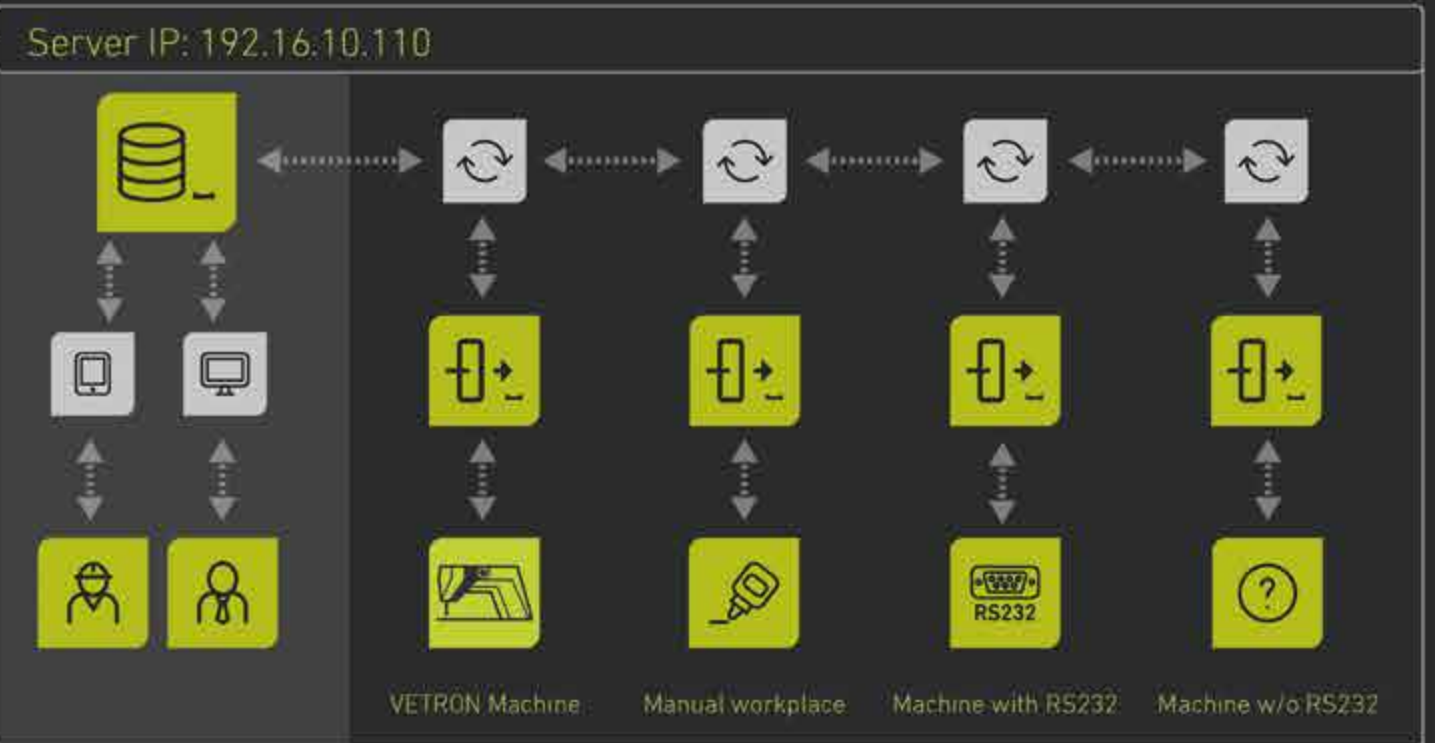 Server IP: 192.16.10.110
RS232
VETRON Machine
Manual workplace
Machine with RS232
Machine w/o RS232